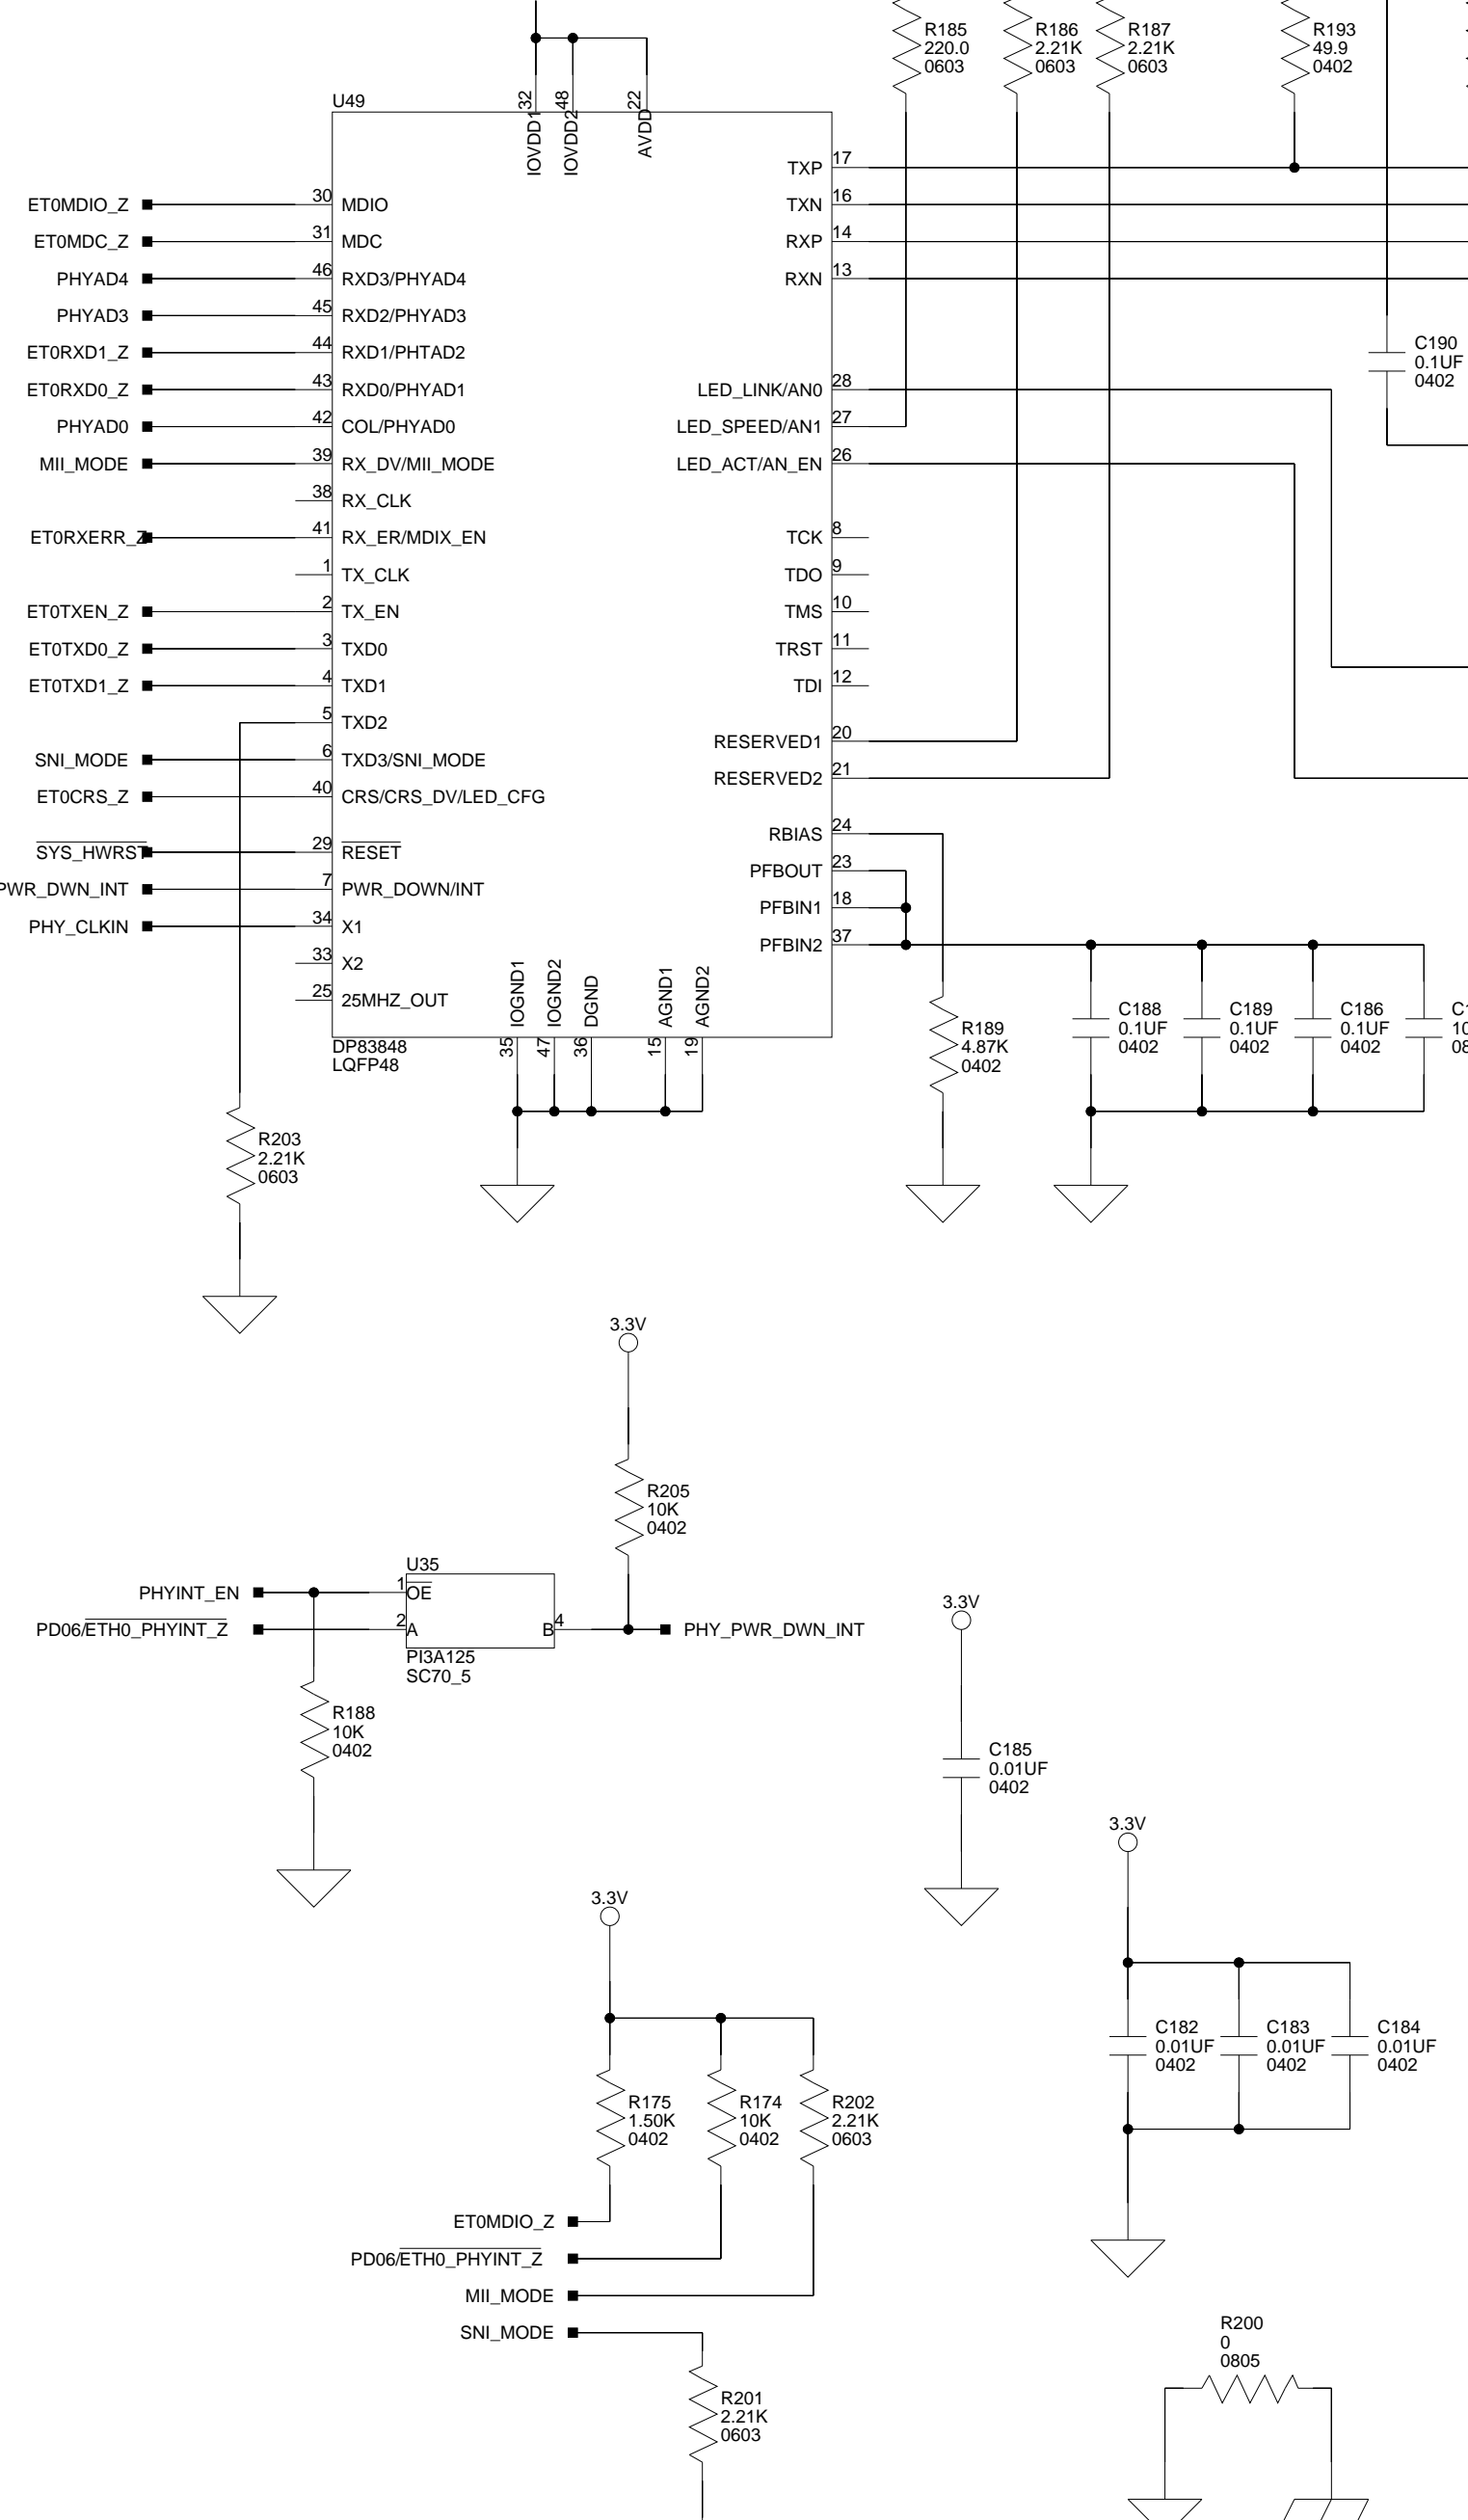 R185
220.0
0603
R186
2.21K
0603
R187
2.21K
0603
R193
49.9
0402
U49
32
48
22
IOVDD1
IOVDD2
AVDD
ET0MDIO_Z
30
MDIO
ET0MDC_Z
31
MDC
PHYAD4
46
RXD3/PHYAD4
PHYAD3
45
RXD2/PHYAD3
ET0RXD1_Z
44
RXD1/PHTAD2
ET0RXD0_Z
43
RXD0/PHYAD1
PHYAD0
42
COL/PHYAD0
MII_MODE
39
RX_DV/MII_MODE
38
RX_CLK
ET0RXERR_Z
41
RX_ER/MDIX_EN
1
TX_CLK
ET0TXEN_Z
2
TX_EN
ET0TXD0_Z
3
TXD0
ET0TXD1_Z
4
TXD1
5
TXD2
SNI_MODE
6
TXD3/SNI_MODE
ET0CRS_Z
40
CRS/CRS_DV/LED_CFG
SYS_HWRST
29
RESET
PWR_DWN_INT
7
PWR_DOWN/INT
PHY_CLKIN
34
X1
33
X2
25
25MHZ_OUT
TXP
17
TXN
16
RXP
14
RXN
13
LED_LINK/AN0
28
LED_SPEED/AN1
27
LED_ACT/AN_EN
26
TCK
8
TDO
9
TMS
10
TRST
11
TDI
12
RESERVED1
20
RESERVED2
21
RBIAS
24
PFBOUT
23
PFBIN1
18
PFBIN2
37
IOGND1
IOGND2
DGND
AGND1
AGND2
35
47
36
15
19
DP83848
LQFP48
C190
0.1UF
0402
R189
4.87K
0402
C188
0.1UF
0402
C189
0.1UF
0402
C186
0.1UF
0402
R203
2.21K
0603
3.3V
R205
10K
0402
U35
PHYINT_EN
1
OE
PD06/ETH0_PHYINT_Z
2
A
B
4
PHY_PWR_DWN_INT
PI3A125
SC70_5
R188
10K
0402
3.3V
C185
0.01UF
0402
3.3V
C182
0.01UF
0402
C183
0.01UF
0402
C184
0.01UF
0402
3.3V
R175
1.50K
0402
R174
10K
0402
R202
2.21K
0603
ET0MDIO_Z
PD06/ETH0_PHYINT_Z
MII_MODE
SNI_MODE
R201
2.21K
0603
R200
0
0805